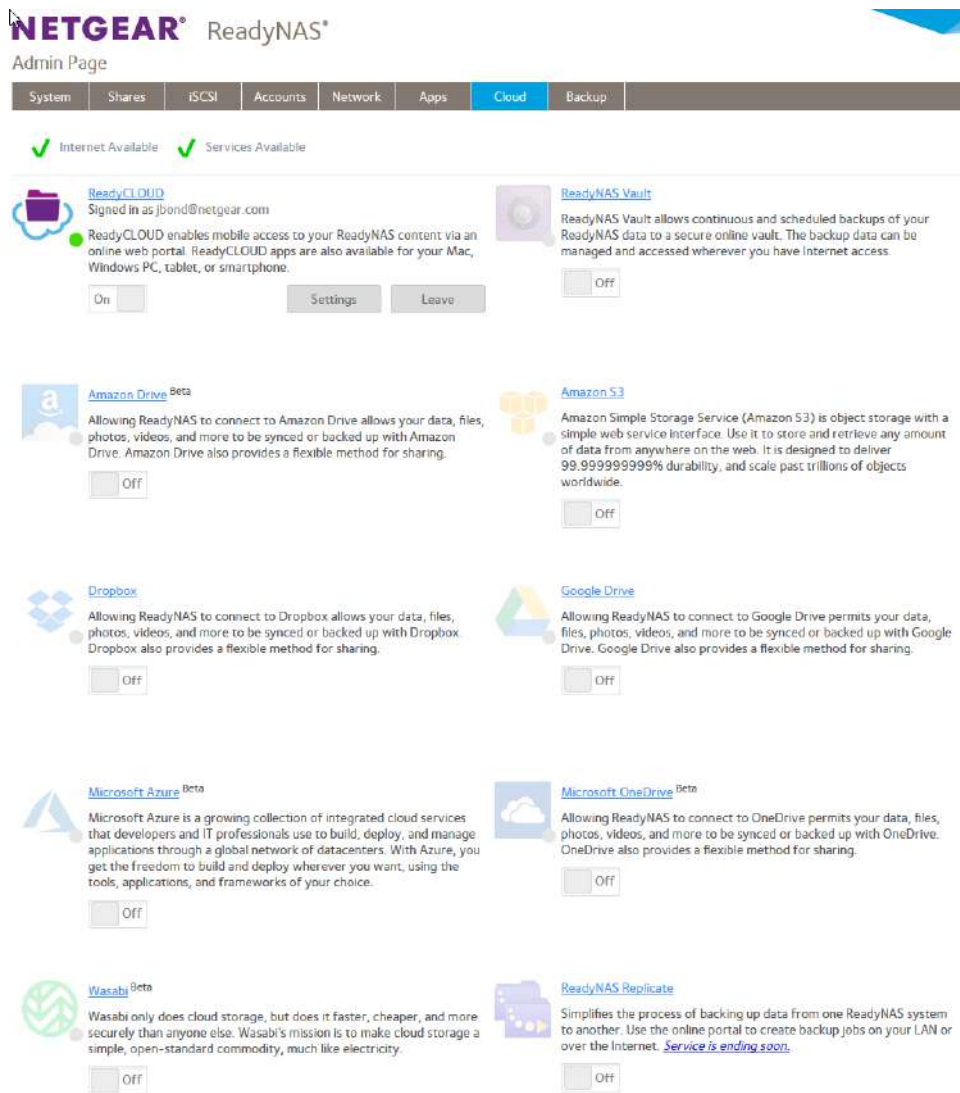 NETGEAR® ReadyNAS®
Admin Page
System Shares iSCSI Accounts Network Apps Cloud Backup
Internet Available Services Available
ReadyCLOUD
Signed in as jbond@netgear.com
ReadyCLOUD enables mobile access to your ReadyNAS content via an
online web portal. ReadyCLOUD apps are also available for your Mac,
Windows PC, tablet, or smartphone.
On Settings Leave
ReadyNAS Vault
ReadyNAS Vault allows continuous and scheduled backups of your
ReadyNAS data to a secure online vault. The backup data can be
managed and accessed wherever you have Internet access.
Off
Amazon Drive Beta
Allowing ReadyNAS to connect to Amazon Drive allows your data, files,
photos, videos, and more to be synced or backed up with Amazon
Drive. Amazon Drive also provides a flexible method for sharing.
Off
Amazon S3
Amazon Simple Storage Service (Amazon S3) is object storage with a
simple web service interface. Use it to store and retrieve any amount
of data from anywhere on the web. It is designed to deliver
99.999999999% durability, and scale past trillions of objects
worldwide.
Off
Dropbox
Allowing ReadyNAS to connect to Dropbox allows your data, files,
photos, videos, and more to be synced or backed up with Dropbox.
Dropbox also provides a flexible method for sharing.
Off
Google Drive
Allowing ReadyNAS to connect to Google Drive permits your data,
files, photos, videos, and more to be synced or backed up with Google
Drive. Google Drive also provides a flexible method for sharing.
Off
Microsoft Azure Beta
Microsoft Azure is a growing collection of integrated cloud services
that developers and IT professionals use to build, deploy, and manage
applications through a global network of datacenters. With Azure, you
get the freedom to build and deploy wherever you want, using the
tools, applications, and frameworks of your choice.
Off
Microsoft OneDrive Beta
Allowing ReadyNAS to connect to OneDrive permits your data, files,
photos, videos, and more to be synced or backed up with OneDrive.
OneDrive also provides a flexible method for sharing.
Off
Wasabi Beta
Wasabi only does cloud storage, but does it faster, cheaper, and more
securely than anyone else. Wasabi's mission is to make cloud storage a
simple, open-standard commodity, much like electricity.
Off
ReadyNAS Replicate
Simplifies the process of backing up data from one ReadyNAS system
to another. Use the online portal to create backup jobs on your LAN or
over the Internet. Service is ending soon.
Off